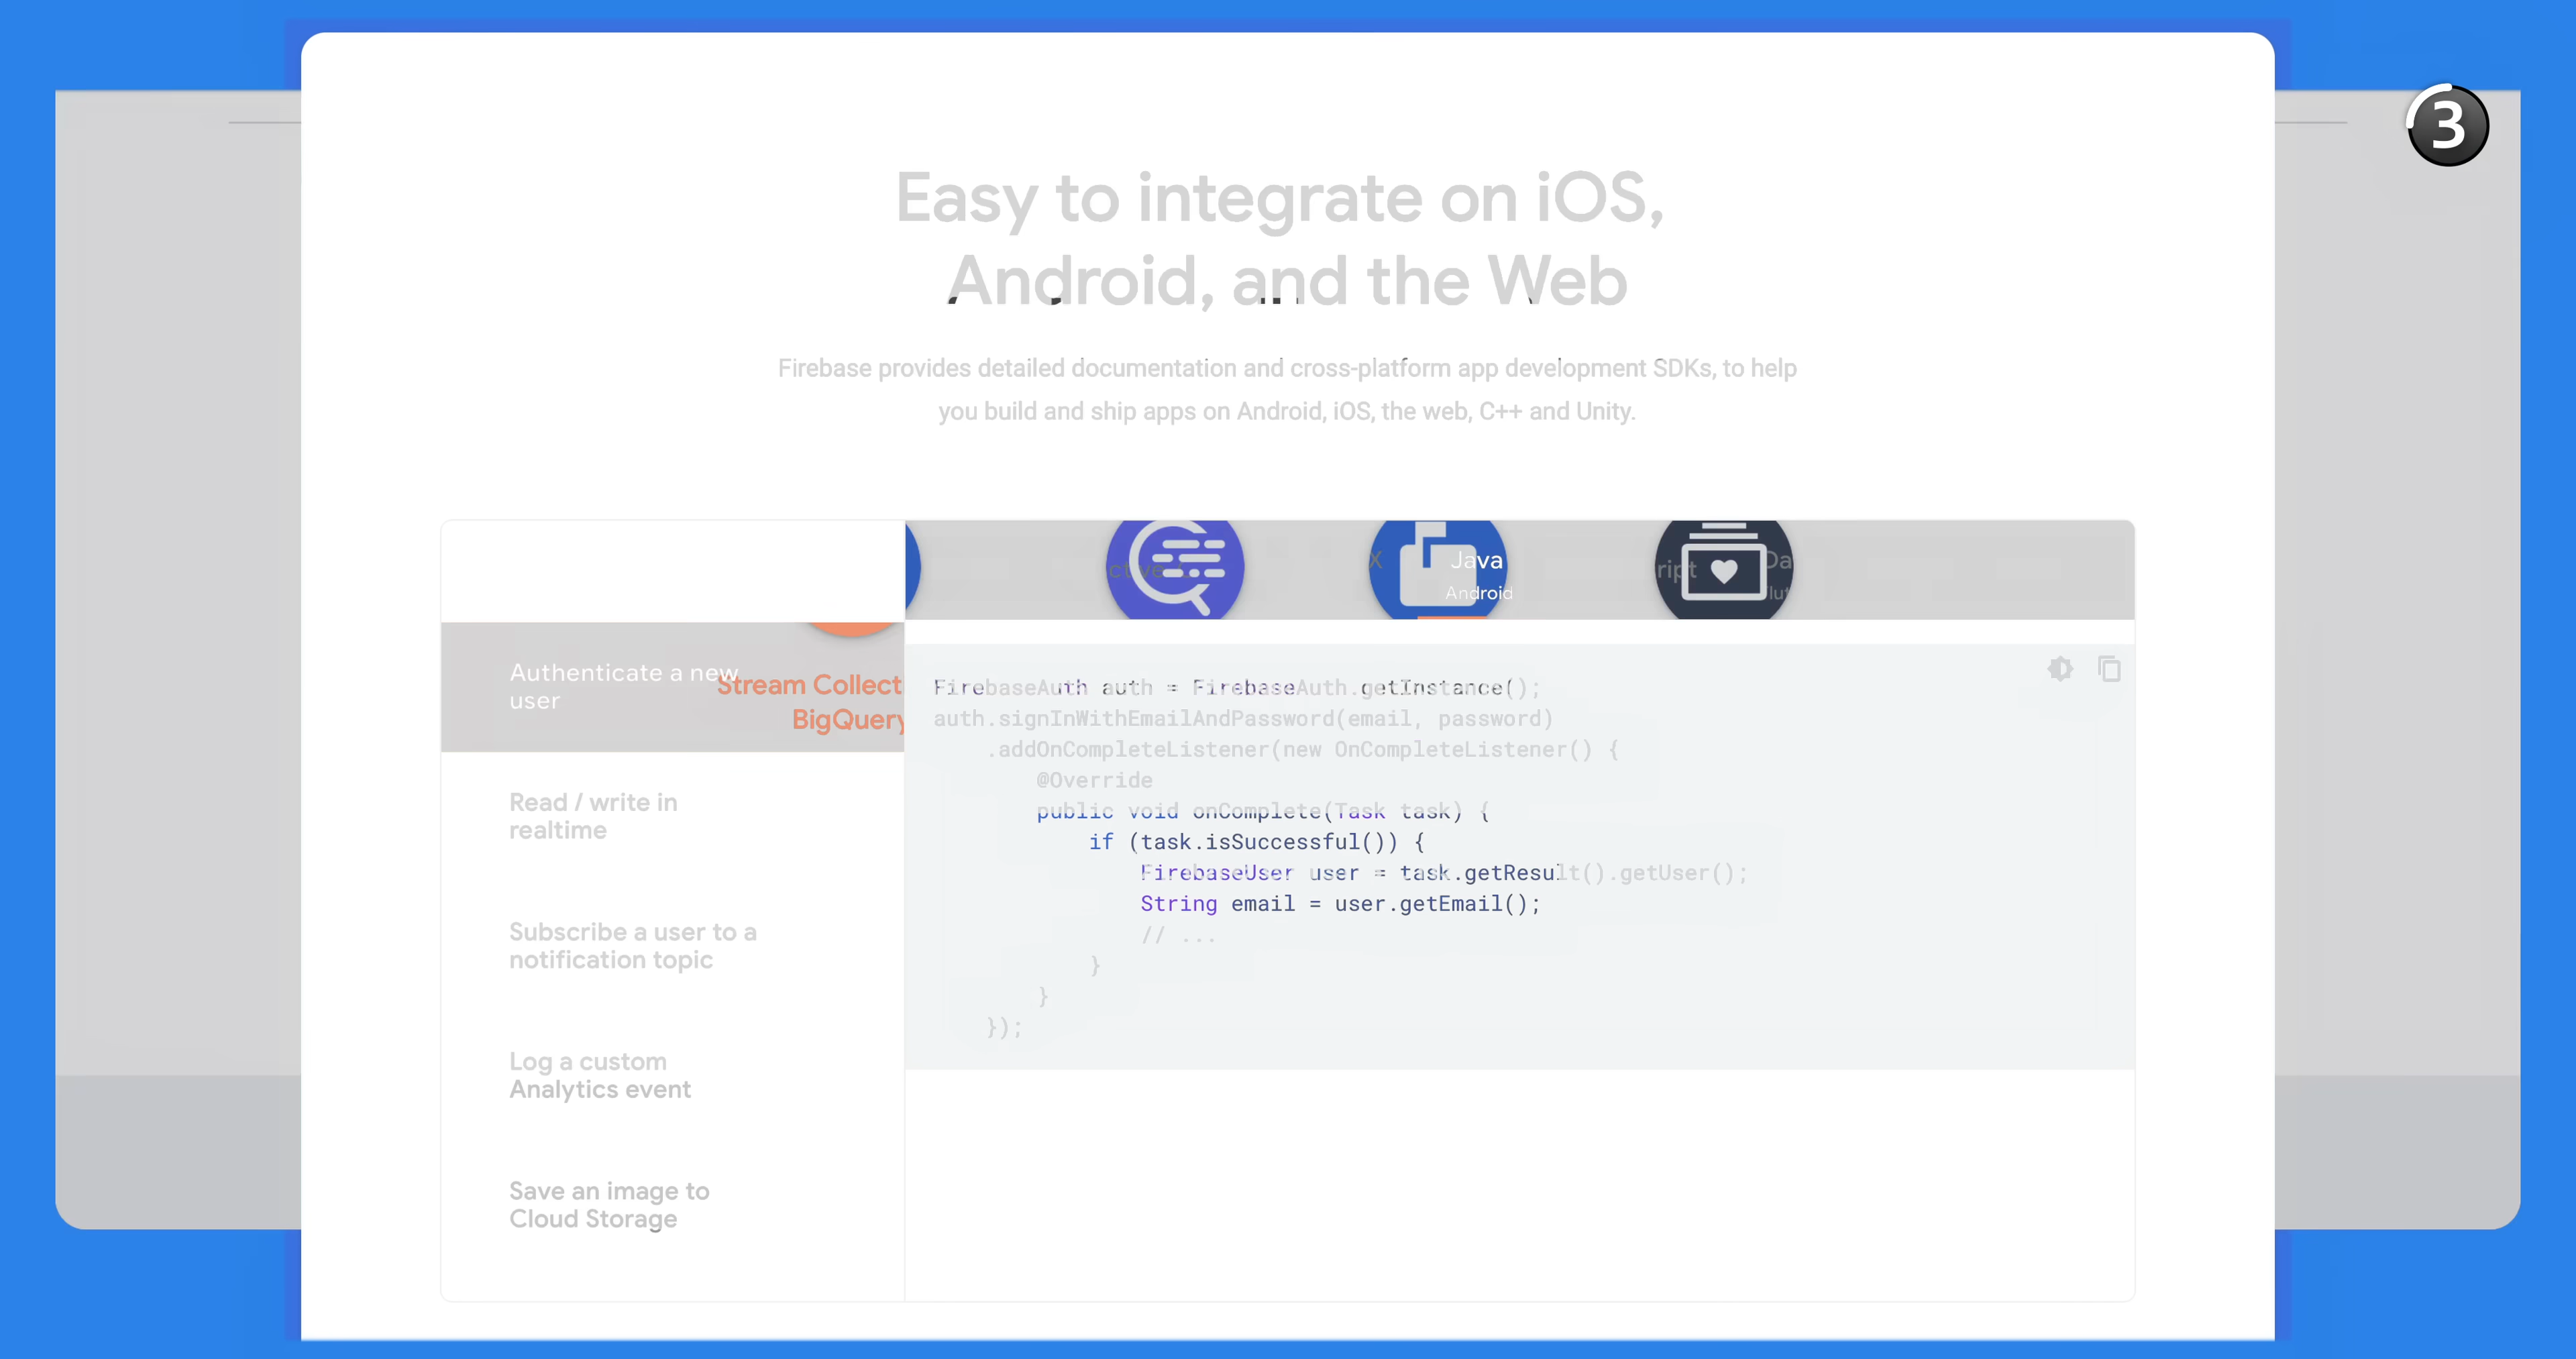 3
Easy to integrate on iOS,
Android, and the Web
Firebase provides detailed documentation and cross-platform app development SDKs, to help
you build and ship apps on Android, iOS, the web, C++ and Unity.
Java
Android
Authenticate a new
user
Stream Collect
BigQuery
Read / write in
realtime
Subscribe a user to a
notification topic
Log a custom
Analytics event
Save an image to
Cloud Storage
FirebaseAuth auth = FirebaseAuth.getInstance();
auth.signInWithEmailAndPassword(email, password)
.addOnCompleteListener(new OnCompleteListener() {
@Override
public void onComplete(Task task) {
if (task.isSuccessful()) {
FirebaseUser user = task.getResult().getUser();
String email = user.getEmail();
// ...
}
}
});